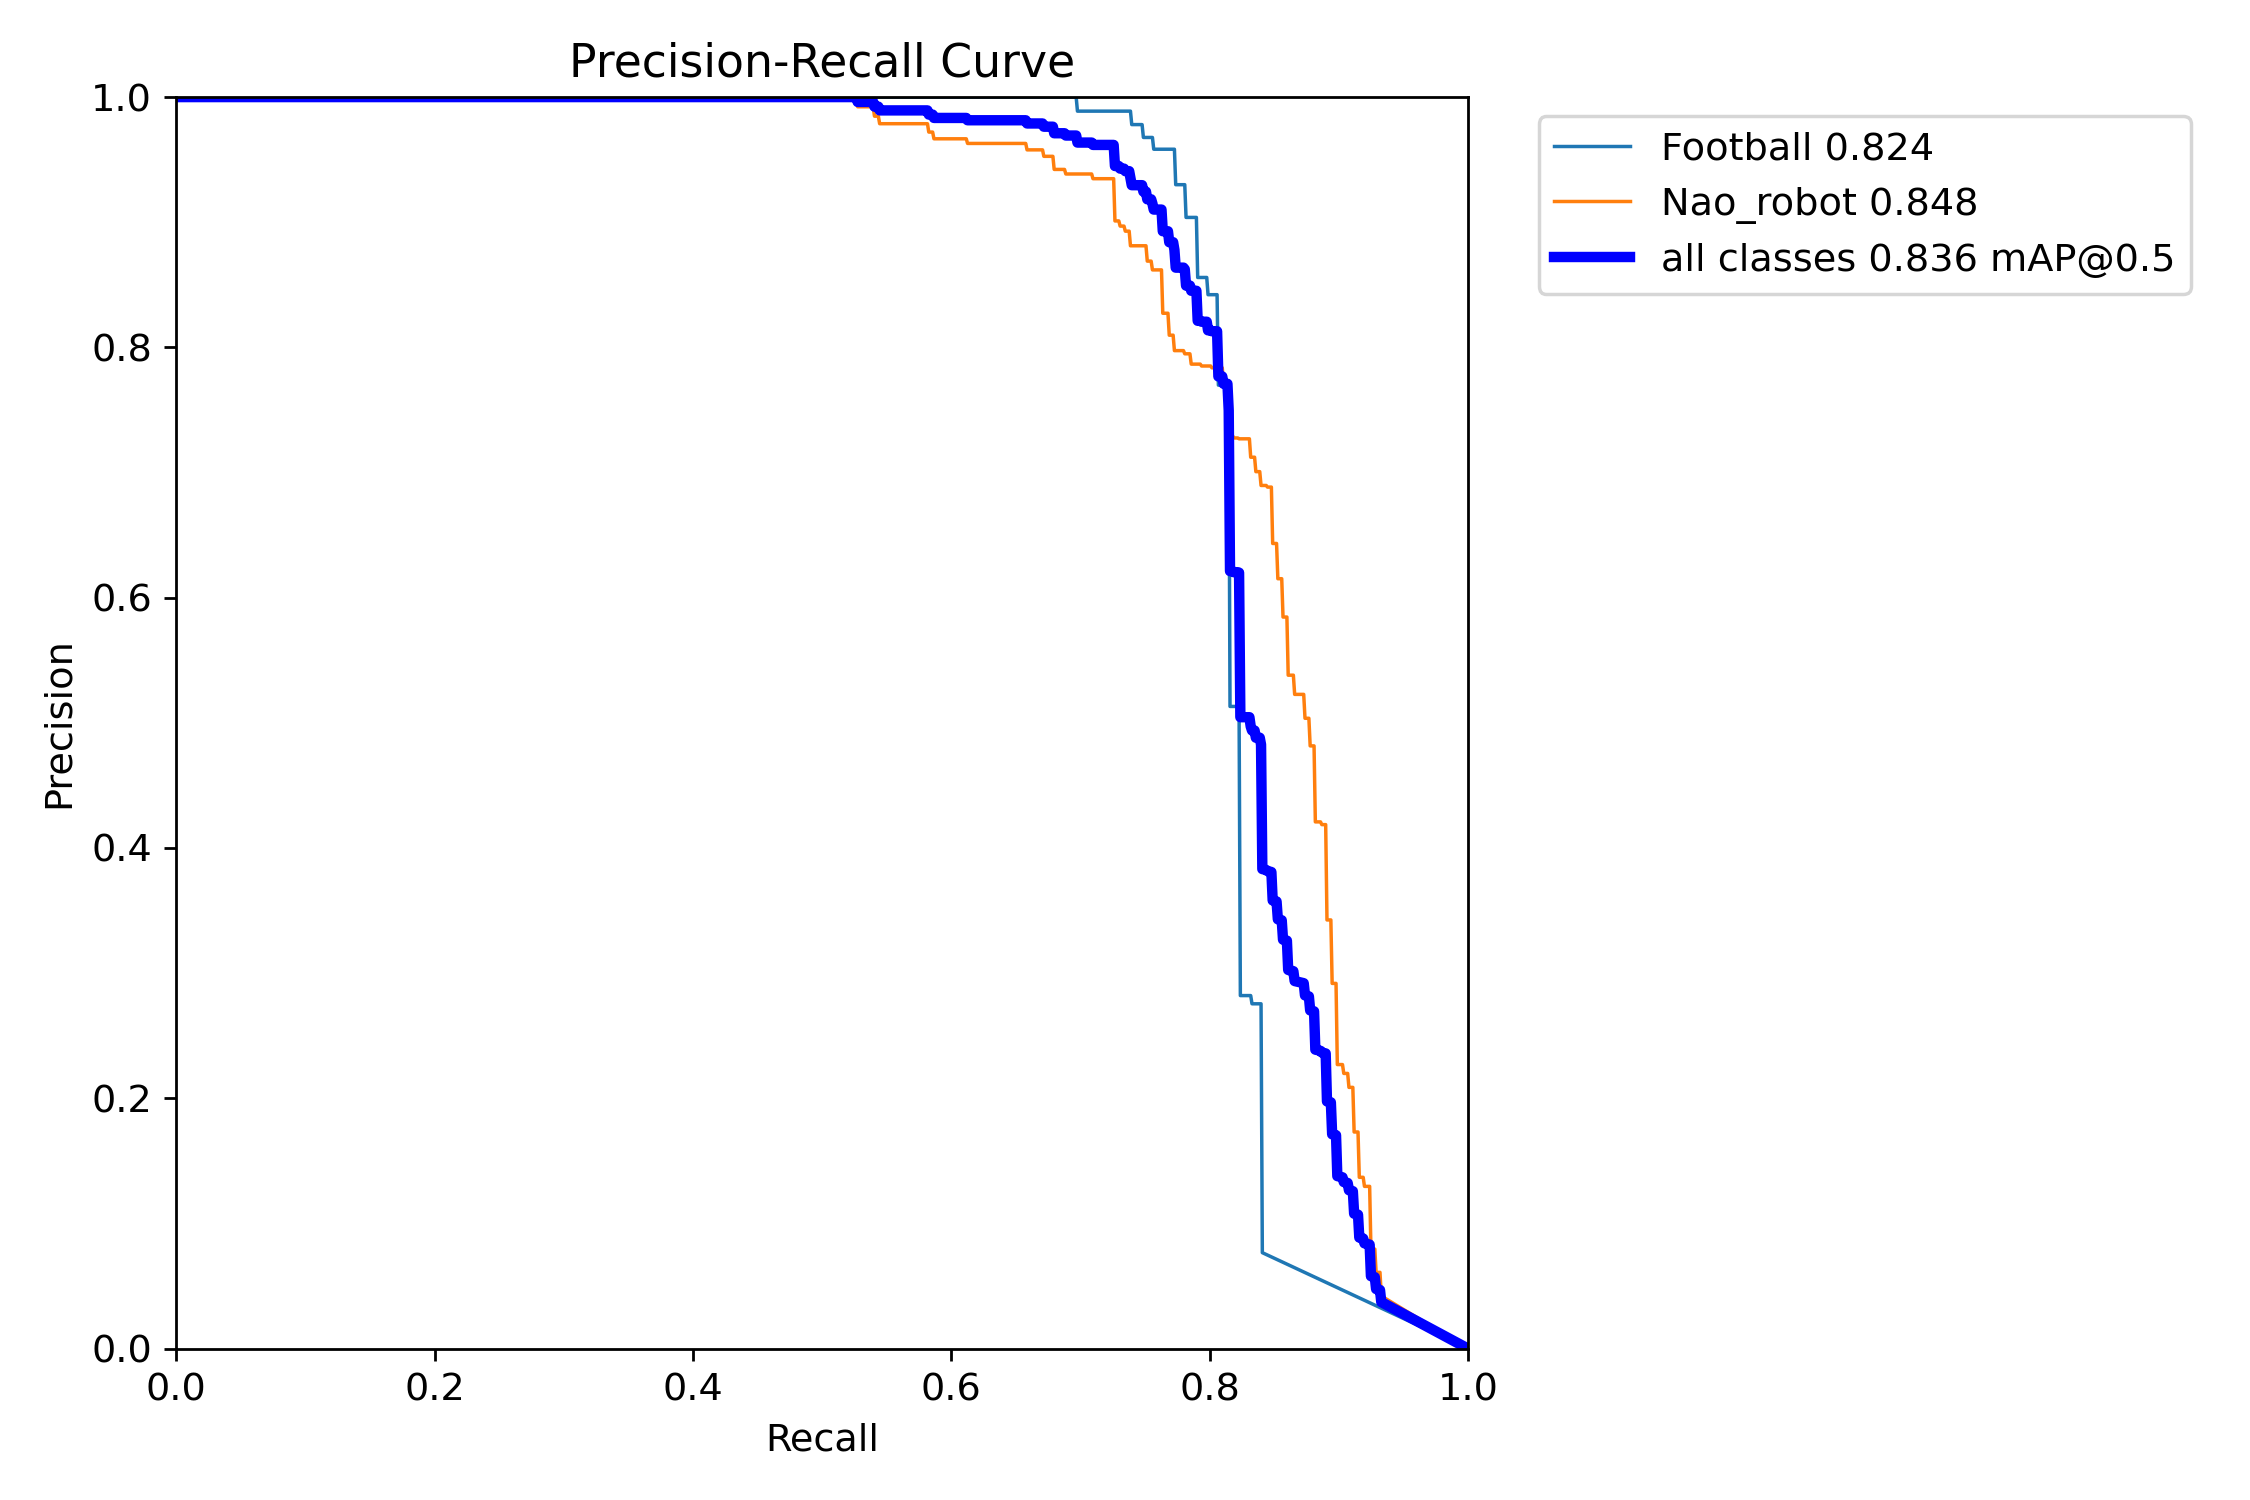 Precision-Recall Curve
1.0
0.8
0.6
0.4
0.2
0.0
Precision
0.0 0.2 0.4 0.6 0.8 1.0
Recall
Football 0.824
Nao_robot 0.848
all classes 0.836 mAP@0.5